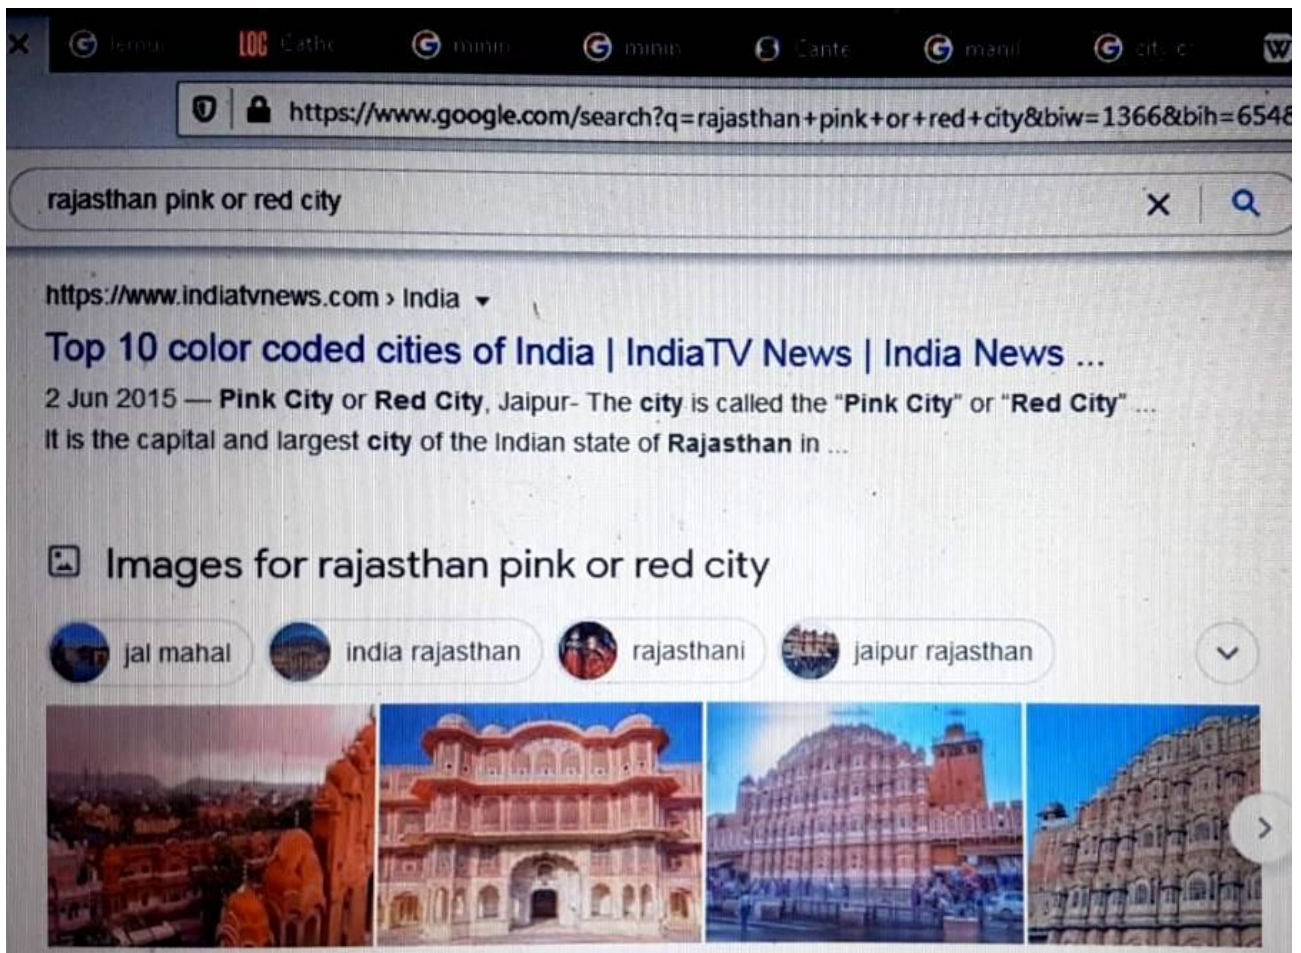 LOC
minin
minin
https://www.google.com/search?q=rajasthan+pink+or+red+city&biw=1366&bih=6548
rajasthan pink or red city
https://www.indiatvnews.com › India
Top 10 color coded cities of India | IndiaTV News | India News ...
2 Jun 2015 — Pink City or Red City, Jaipur- The city is called the "Pink City" or "Red City" ...
It is the capital and largest city of the Indian state of Rajasthan in ...
Images for rajasthan pink or red city
jal mahal india rajasthan rajasthani jaipur rajasthan